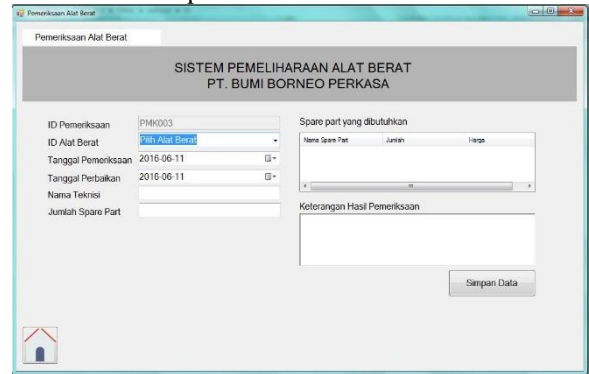 Pemeriksaan Alat Berat
Pemeriksaan Alat Berat
SISTEM PEMELIHARAAN ALAT BERAT
PT. BUMI BORNEO PERKASA
ID Pemeriksaan PMK003
ID Alat Berat Pilih Alat Berat
Tanggal Pemeriksaan 2016-06-11
Tanggal Perbaikan 2016-06-11
Nama Teknisi
Jumlah Spare Part
Spare part yang dibutuhkan
Nama Spare Part Jumlah Harga
Keterangan Hasil Pemeriksaan
Simpan Data